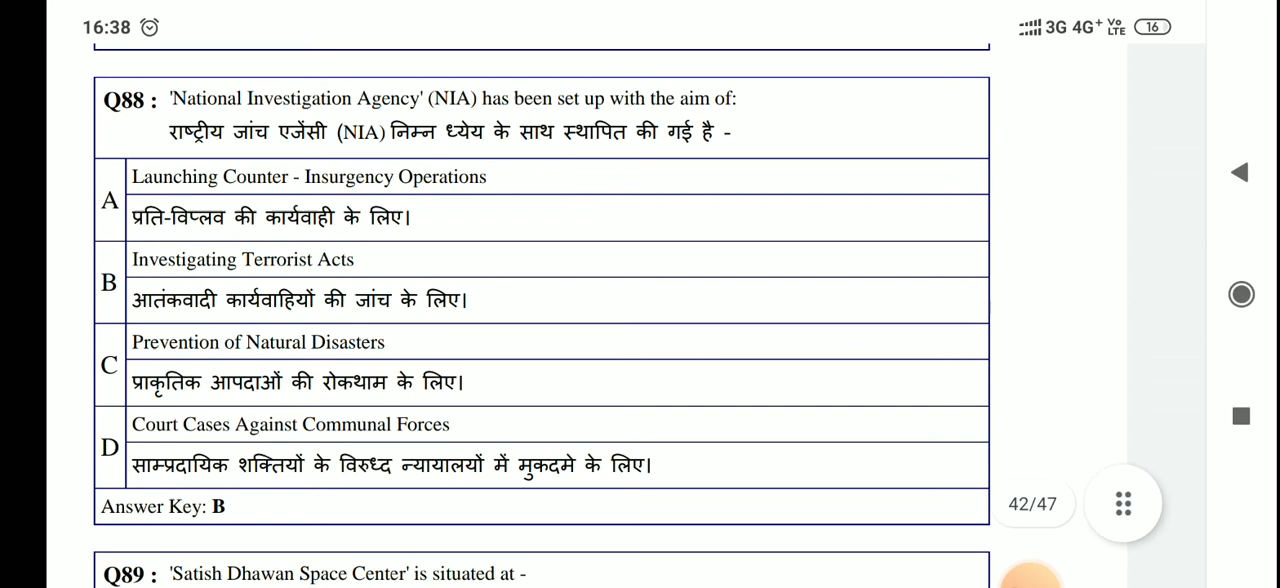 16:38 3G 4G+ Vo LTE 16
Q88 : 'National Investigation Agency' (NIA) has been set up with the aim of:
राष्ट्रीय जांच एजेंसी (NIA) निम्न ध्येय के साथ स्थापित की गई है -
A
Launching Counter - Insurgency Operations
प्रति-विप्लव की कार्यवाही के लिए।
B
Investigating Terrorist Acts
आतंकवादी कार्यवाहियों की जांच के लिए।
C
Prevention of Natural Disasters
प्राकृतिक आपदाओं की रोकथाम के लिए।
D
Court Cases Against Communal Forces
साम्प्रदायिक शक्तियों के विरुध्द न्यायालयों में मुकदमे के लिए।
Answer Key: B
42/47
Q89 : 'Satish Dhawan Space Center' is situated at -